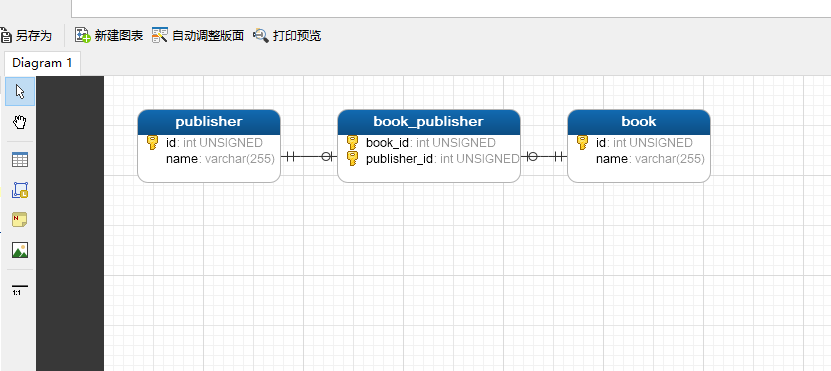 另存为 新建图表 自动调整版面 打印预览
Diagram 1
publisher
id: int UNSIGNED
name: varchar(255)
book_publisher
book_id: int UNSIGNED
publisher_id: int UNSIGNED
book
id: int UNSIGNED
name: varchar(255)
1:1